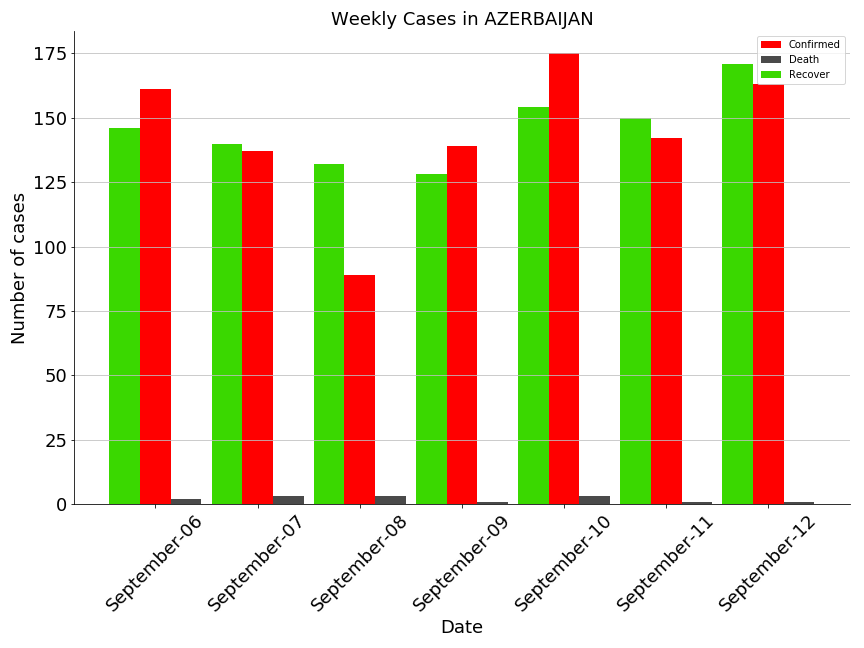 Weekly Cases in AZERBAIJAN
Confirmed
Death
Recover
Number of cases
175
150
125
100
75
50
25
0
September-06
September-07
September-08
September-09
September-10
September-11
September-12
Date